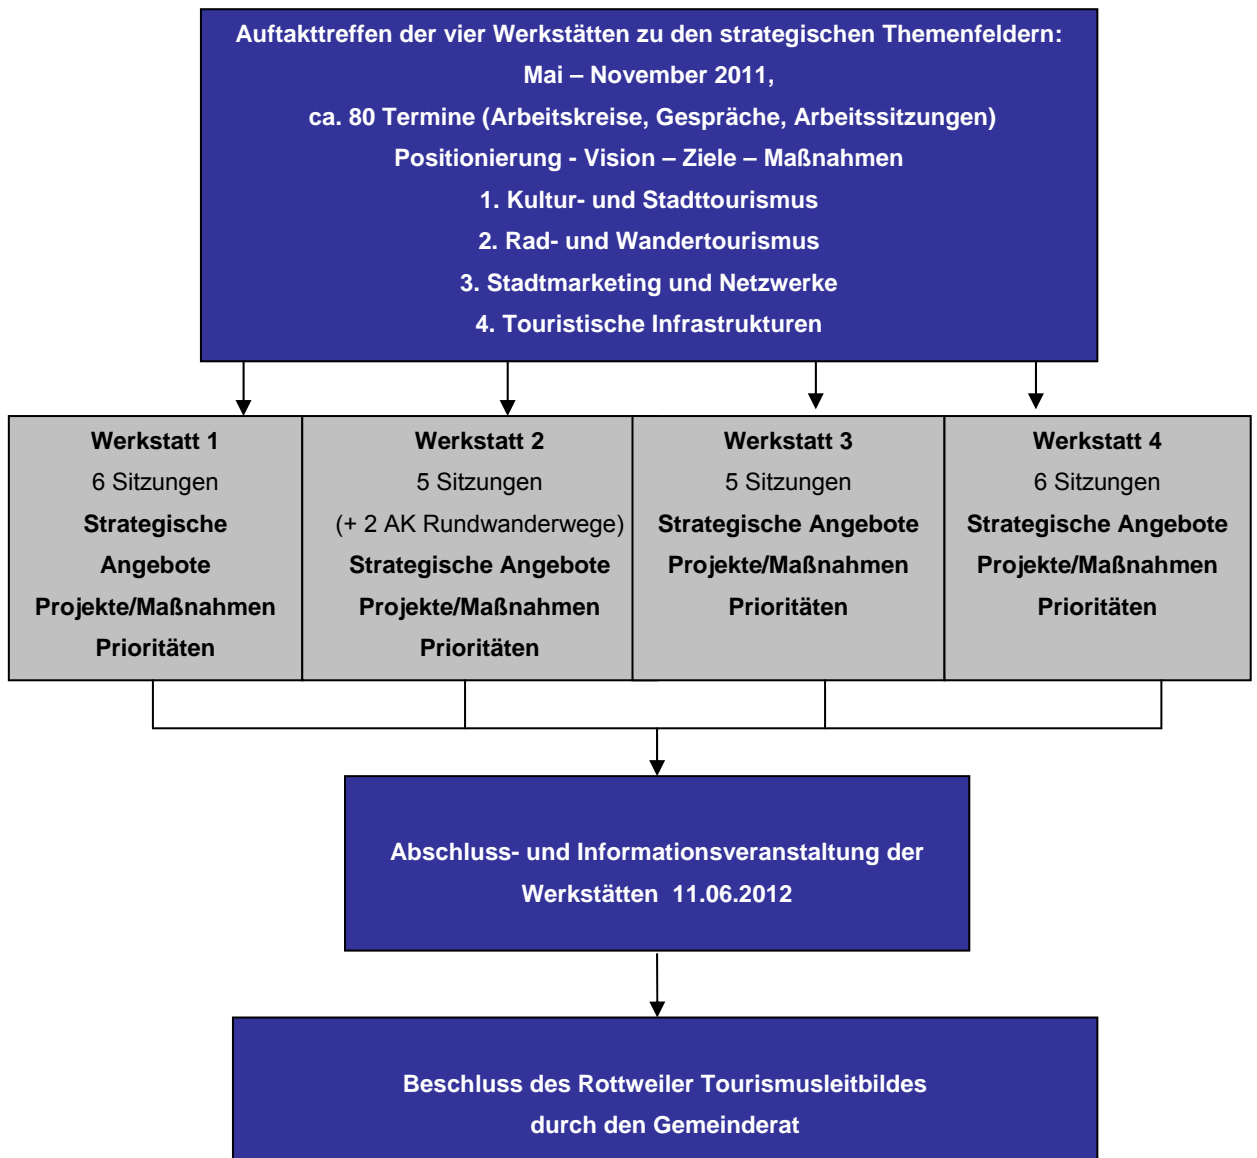 Auftakttreffen der vier Werkstätten zu den strategischen Themenfeldern:
Mai – November 2011,
ca. 80 Termine (Arbeitskreise, Gespräche, Arbeitssitzungen)
Positionierung - Vision – Ziele – Maßnahmen
1. Kultur- und Stadttourismus
2. Rad- und Wandertourismus
3. Stadtmarketing und Netzwerke
4. Touristische Infrastrukturen
Werkstatt 1
6 Sitzungen
Strategische
Angebote
Projekte/Maßnahmen
Prioritäten
Werkstatt 2
5 Sitzungen
(+ 2 AK Rundwanderwege)
Strategische Angebote
Projekte/Maßnahmen
Prioritäten
Werkstatt 3
5 Sitzungen
Strategische Angebote
Projekte/Maßnahmen
Prioritäten
Werkstatt 4
6 Sitzungen
Strategische Angebote
Projekte/Maßnahmen
Prioritäten
Abschluss- und Informationsveranstaltung der
Werkstätten  11.06.2012
Beschluss des Rottweiler Tourismusleitbildes
durch den Gemeinderat